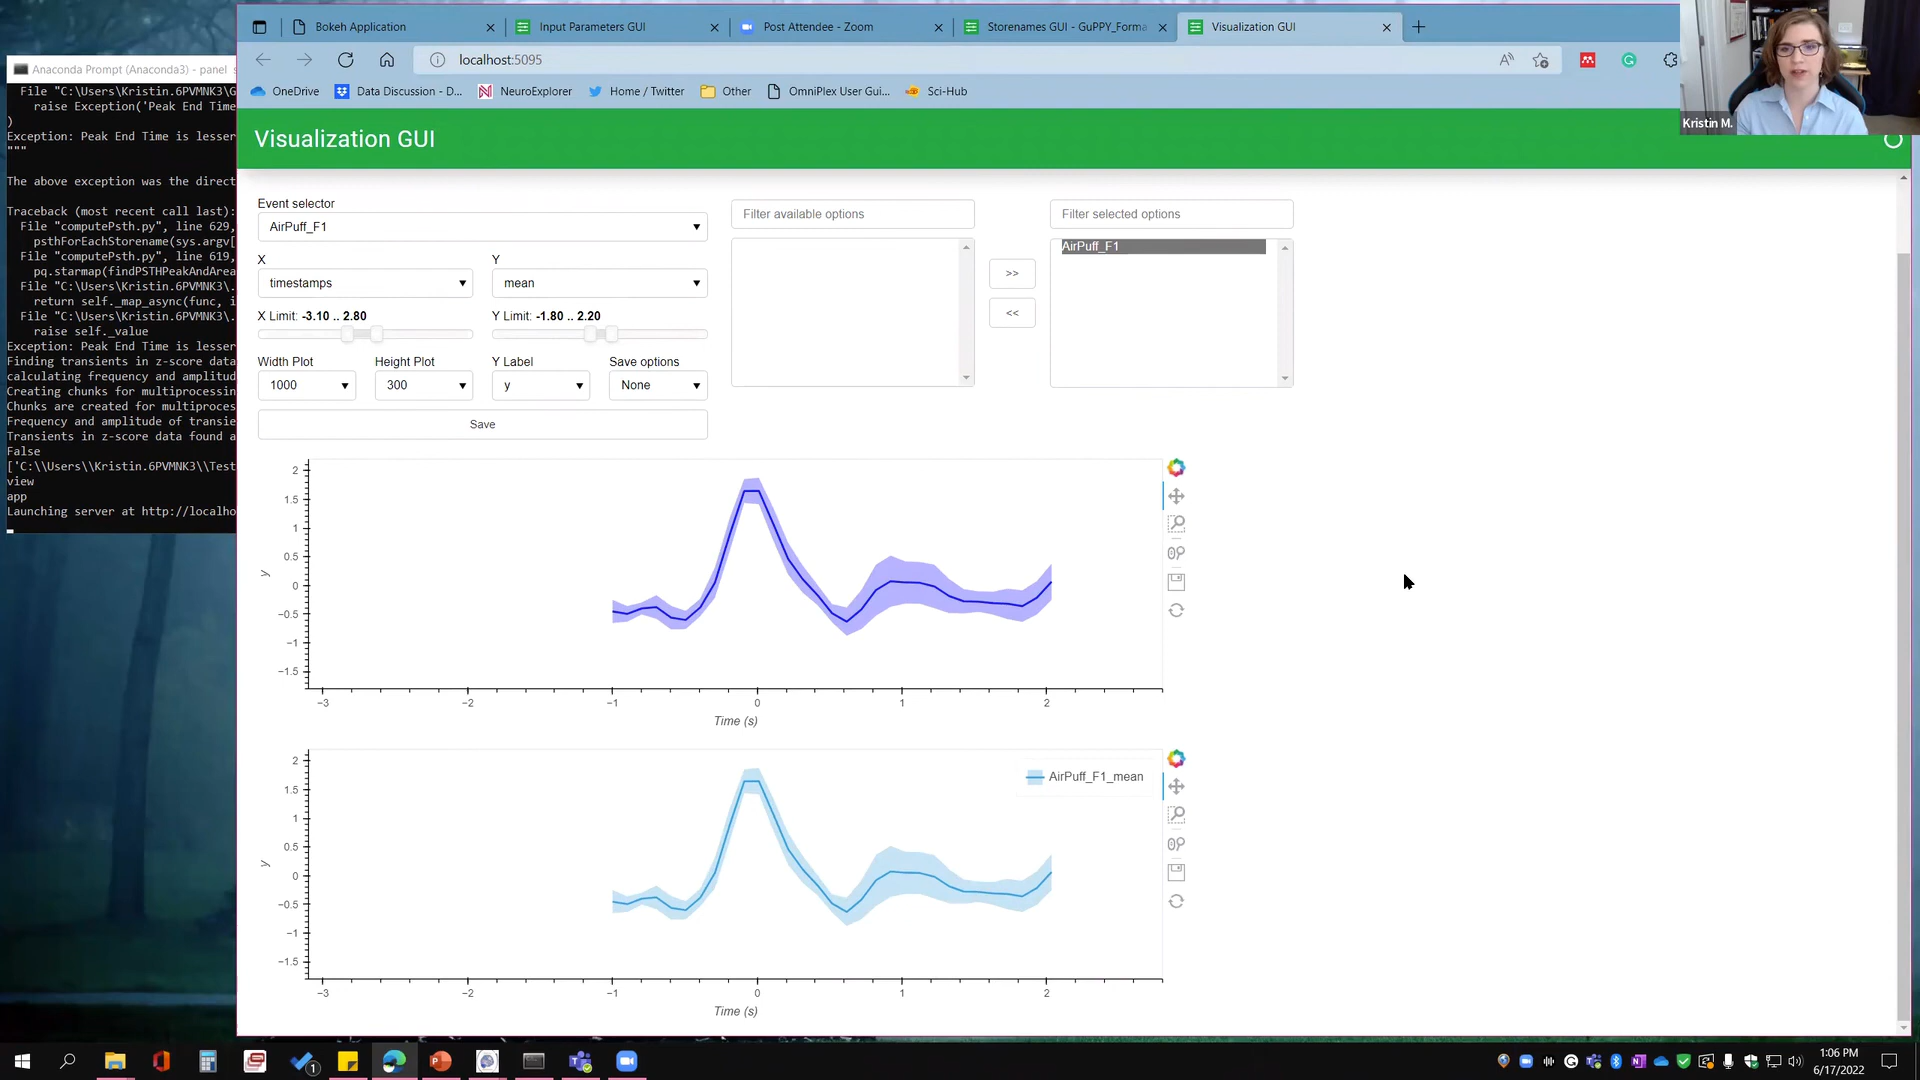 Bokeh Application
Input Parameters GUI
Post Attendee - Zoom
Storenames GUI - GuPPY_Forma
Visualization GUI
localhost:5095
OneDrive
Data Discussion - D...
NeuroExplorer
Home / Twitter
Other
OmniPlex User Gui...
Sci-Hub
Kristin M.
Anaconda Prompt (Anaconda3) - panel s
File "C:\Users\Kristin.6PVMNK3\G
raise Exception('Peak End Time
)
Exception: Peak End Time is lesser
"""
The above exception was the direct
Traceback (most recent call last):
File "computePsth.py", line 629,
psthForEachStorename(sys.argv[
File "computePsth.py", line 619,
pq.starmap(findPSTHPeakAndArea
File "C:\Users\Kristin.6PVMNK3\.
return self._map_async(func, i
File "C:\Users\Kristin.6PVMNK3\.
raise self._value
Exception: Peak End Time is lesser
Finding transients in z-score data
calculating frequency and amplitud
Creating chunks for multiprocessin
Chunks are created for multiproces
Frequency and amplitude of transie
Transients in z-score data found a
False
['C:\\Users\\Kristin.6PVMNK3\\Test
view
app
Launching server at http://localho
Visualization GUI
Event selector
AirPuff_F1
X
Y
timestamps
mean
X Limit: -3.10 .. 2.80
Y Limit: -1.80 .. 2.20
Width Plot
Height Plot
Y Label
Save options
1000
300
y
None
Save
Filter available options
>>
<<
Filter selected options
AirPuff_F1
2
1.5
1
0.5
0
−0.5
−1
−1.5
y
−3
−2
−1
0
1
2
Time (s)
2
1.5
1
0.5
0
−0.5
−1
−1.5
y
AirPuff_F1_mean
−3
−2
−1
0
1
2
Time (s)
1
1:06 PM
6/17/2022